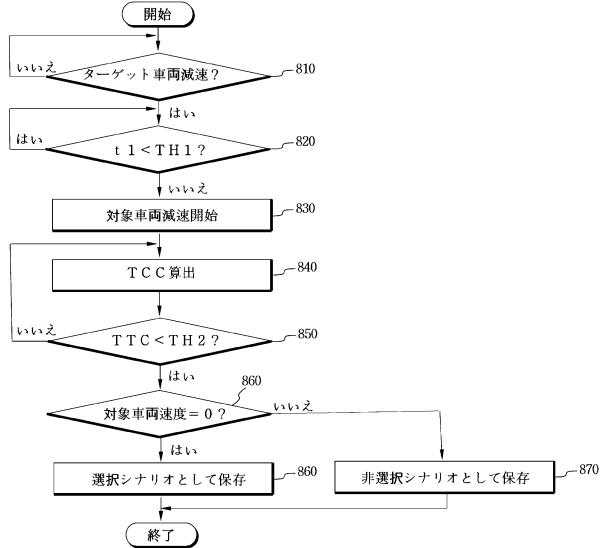 開始
いいえ
ターゲット車両減速？
810
はい
はい
ｔ１＜ＴＨ１？
820
いいえ
対象車両減速開始
830
ＴＣＣ算出
840
いいえ
ＴＴＣ＜ＴＨ２？
850
はい
860
対象車両速度＝０？
いいえ
はい
選択シナリオとして保存
860
非選択シナリオとして保存
870
終了